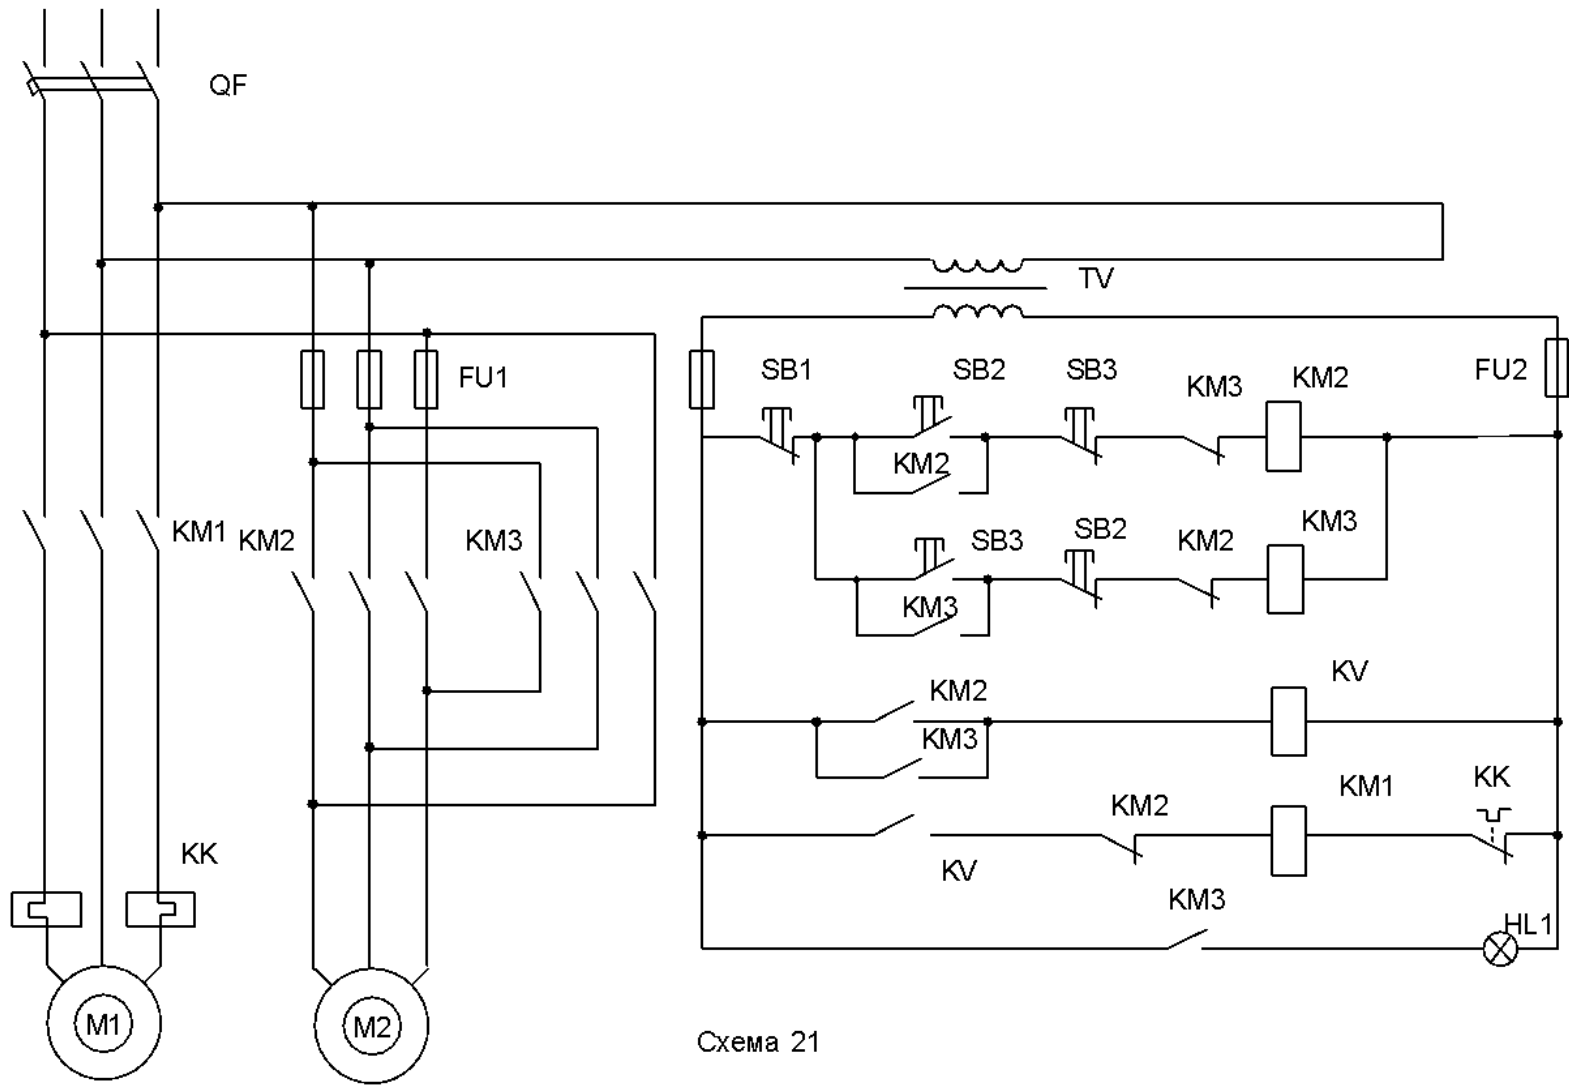 QF
TV
FU1
SB1
SB2
SB3
KM3
KM2
FU2
KM2
KM1
KM2
KM3
SB3
SB2
KM2
KM3
KM3
KM2
KV
KM3
KM2
KM1
KK
KK
KV
KM3
HL1
M1
M2
Схема 21